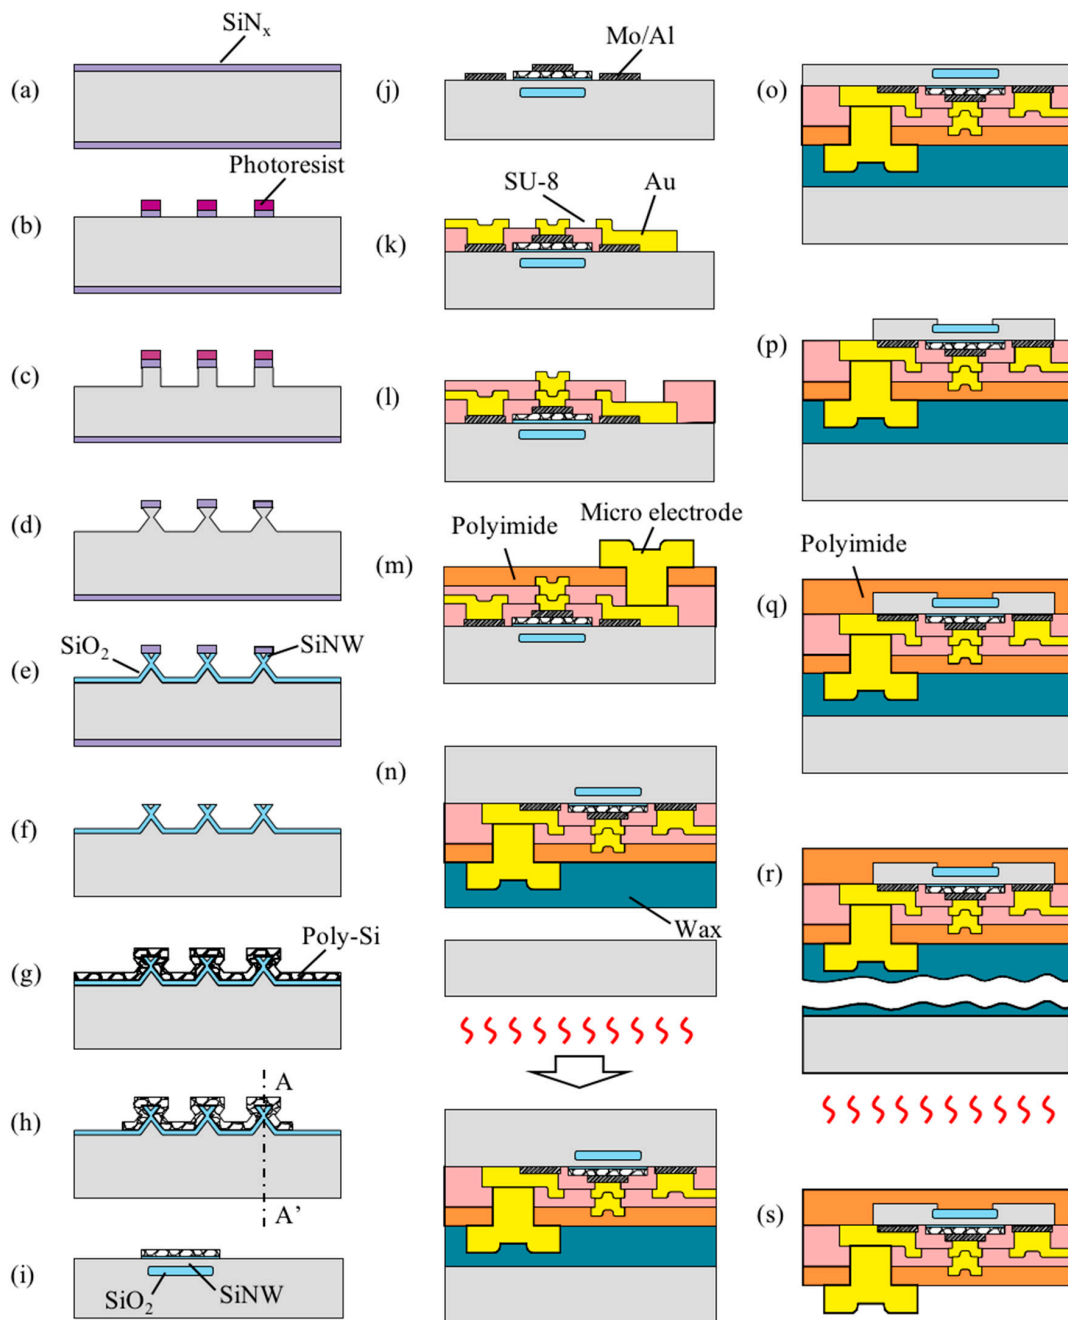 SiNx
(a)
Photoresist
(b)
(c)
(d)
SiO2
SiNW
(e)
(f)
Poly-Si
(g)
A
(h)
A’
(i)
SiO2
SiNW
Mo/Al
(j)
SU-8
Au
(k)
(l)
Micro electrode
Polyimide
(m)
(n)
Wax
(o)
(p)
Polyimide
(q)
(r)
(s)